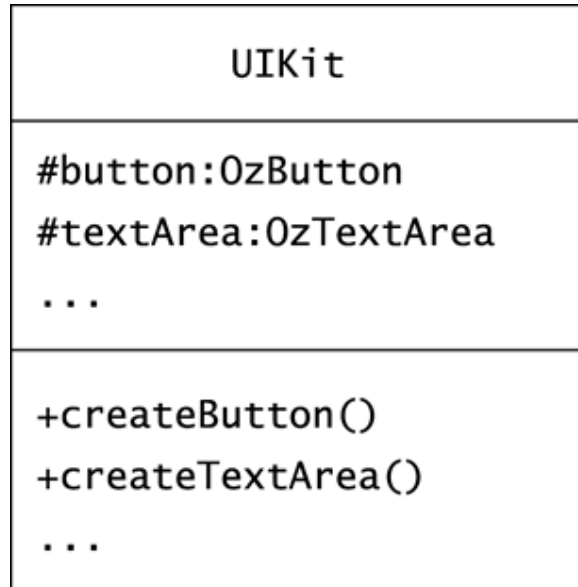 UIKit
#button:OzButton
#textArea:OzTextArea
...
+createButton()
+createTextArea()
...